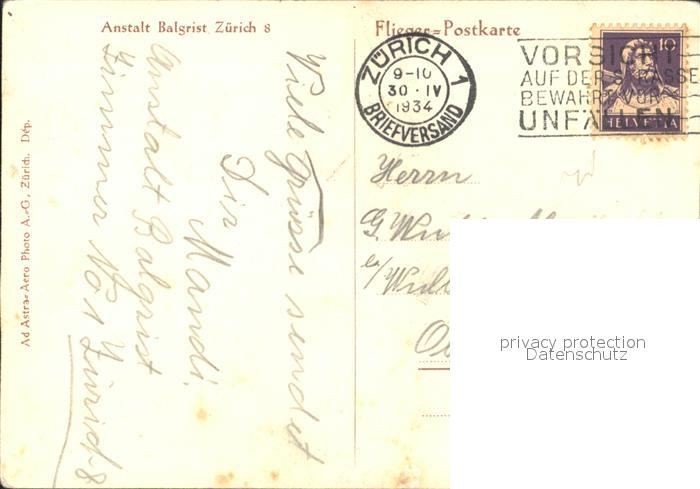 Anstalt Balgrist Zürich 8
Flieger=Postkarte
Ad Astra-Aero Photo A.-G., Zürich. Dép.
ZÜRICH 1
9-10
30·IV
1934
BRIEFVERSAND
VORSICHT
AUF DER STRASSE
BEWAHRT VOR
UNFÄLLEN
10
HELVETIA
Viele Grüsse sendet
Dir Mandi.
Anstalt Balgrist
Zimmer No 1 Zürich 8
Herrn
G.
privacy protection
Datenschutz